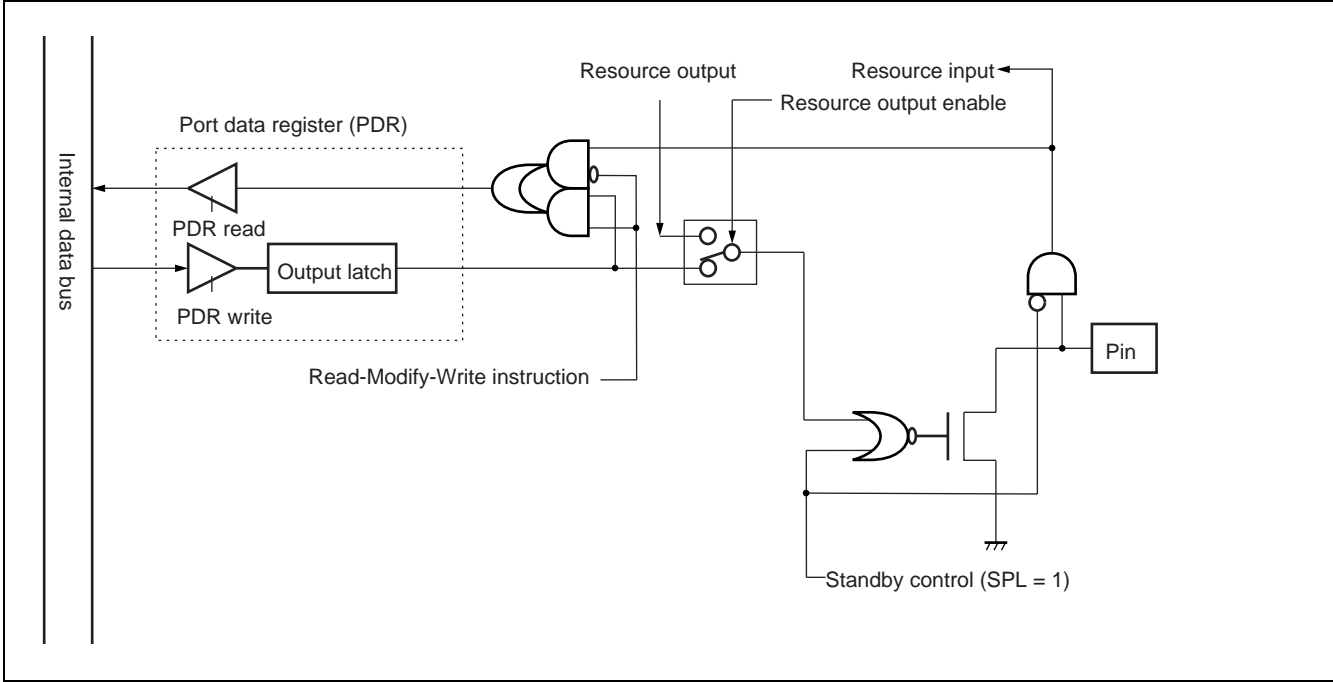 Resource output
Resource input
Resource output enable
Port data register (PDR)
Internal data bus
PDR read
Output latch
PDR write
Pin
Read-Modify-Write instruction
Standby control (SPL = 1)